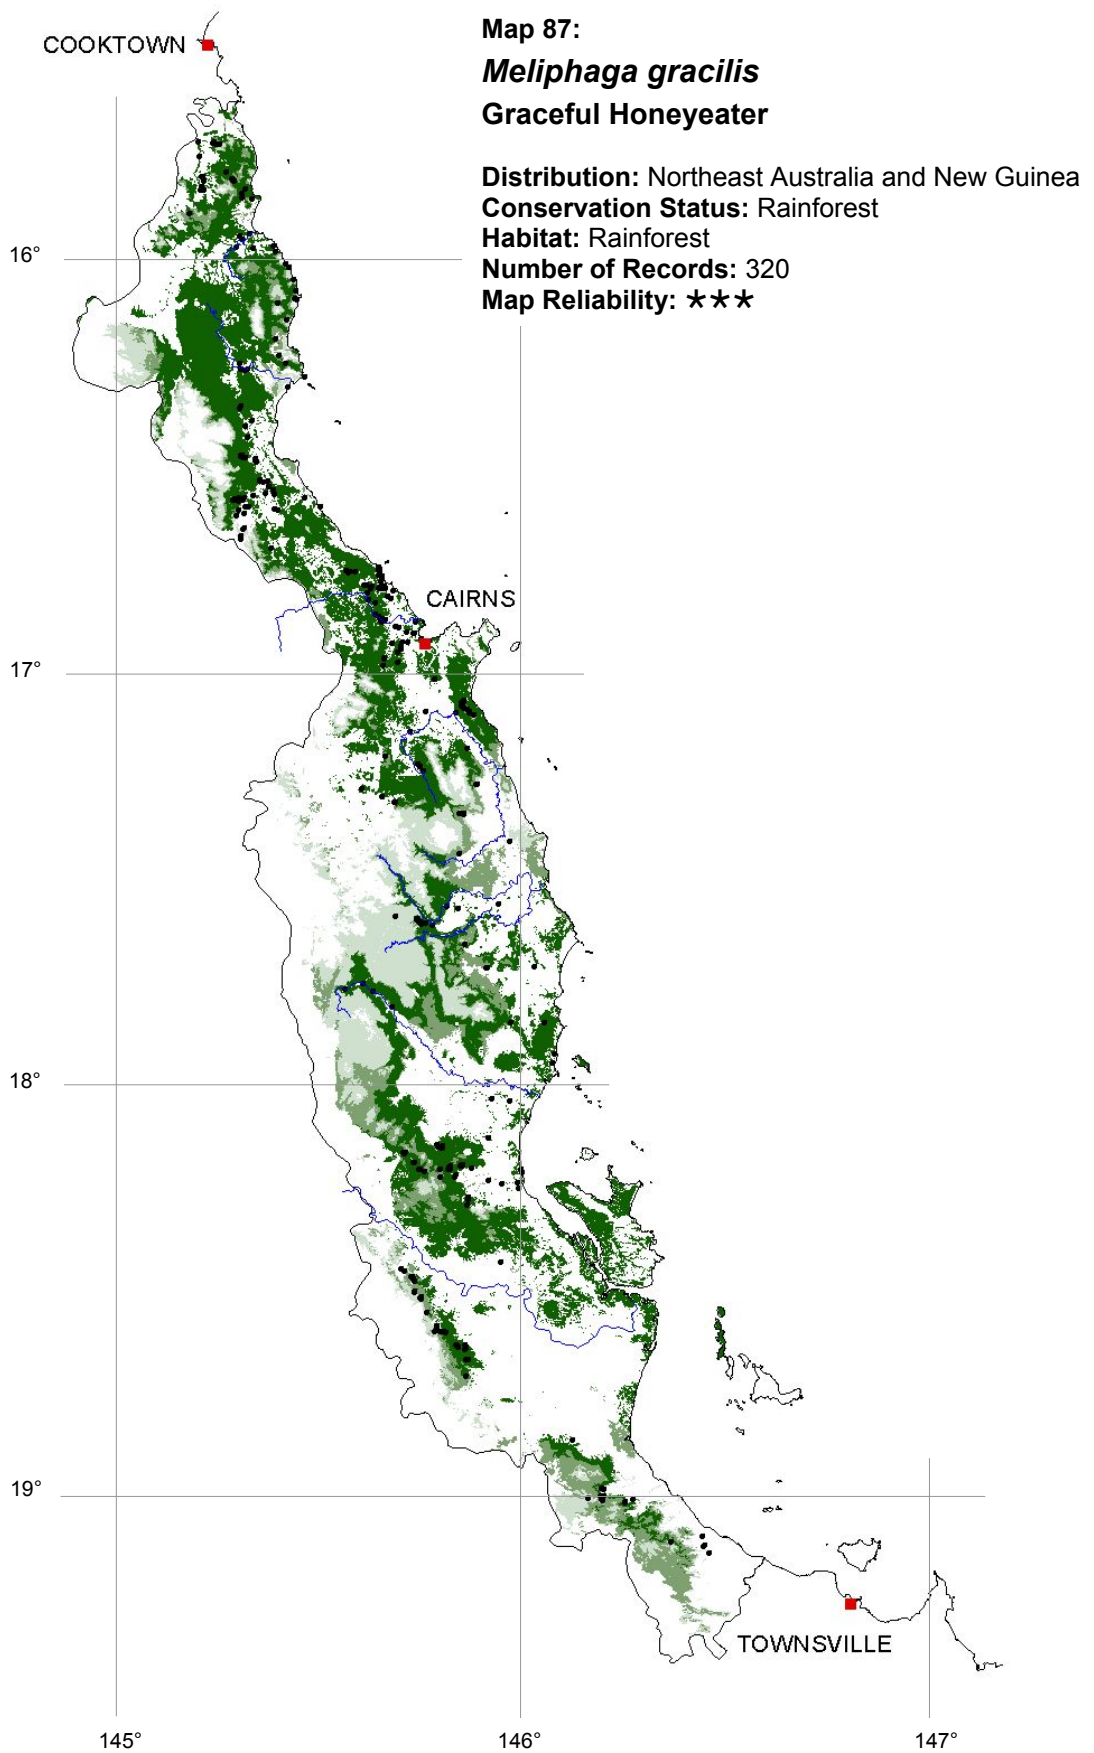 Map 87:
Meliphaga gracilis
Graceful Honeyeater
Distribution: Northeast Australia and New Guinea
Conservation Status: Rainforest
Habitat: Rainforest
Number of Records: 320
Map Reliability: ***
COOKTOWN
16°
CAIRNS
17°
18°
19°
TOWNSVILLE
145°
146°
147°